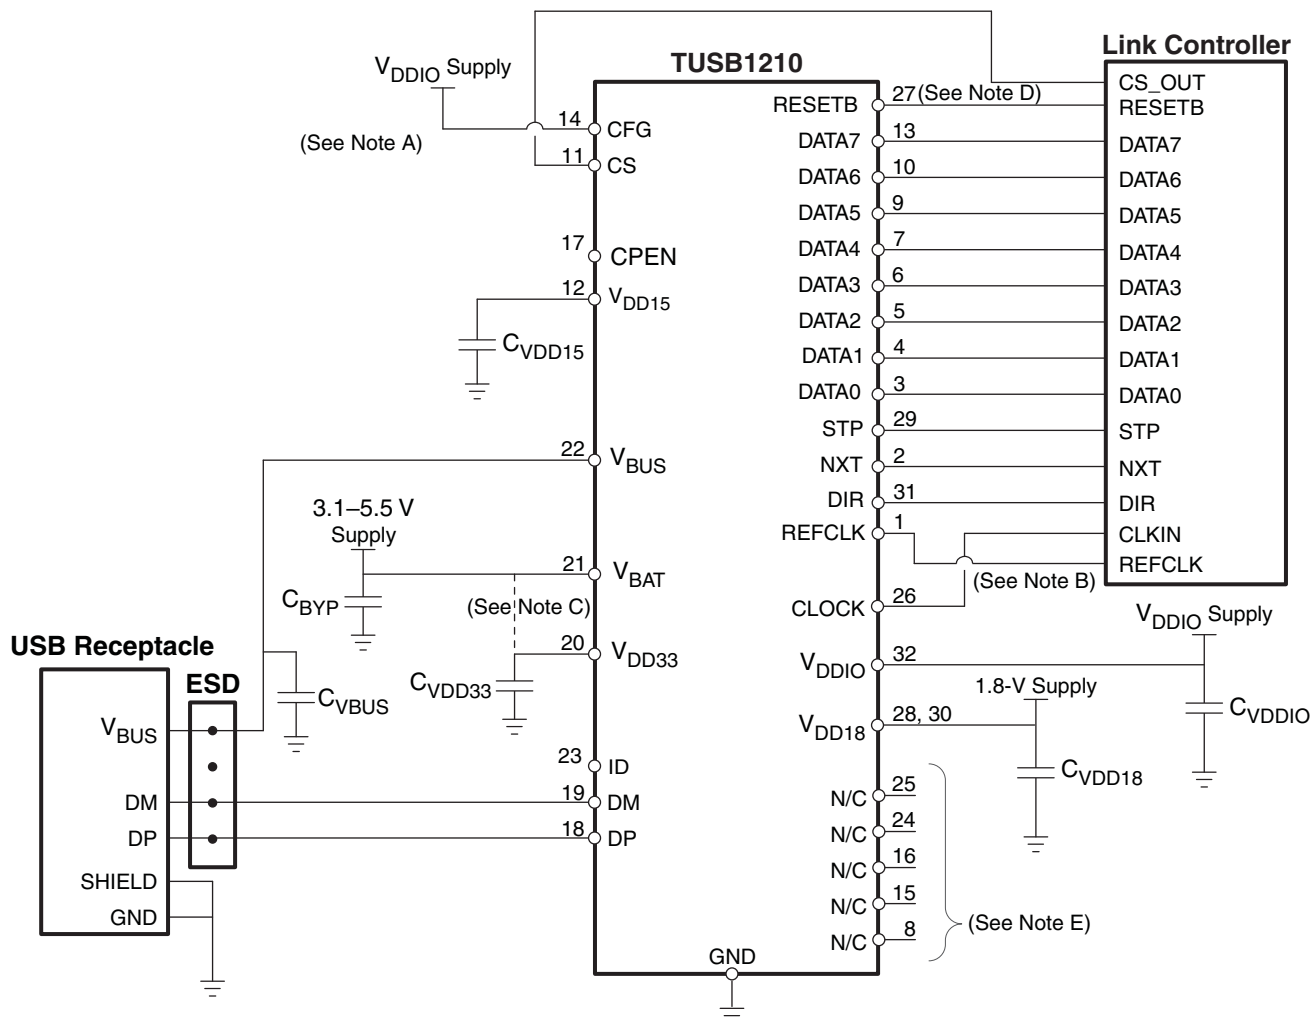 Link Controller
TUSB1210
VDDIO Supply
(See Note A)
14 CFG
11 CS
17 CPEN
12 VDD15
CVDD15
22 VBUS
3.1–5.5 V
Supply
21 VBAT
CBYP
(See Note C)
20 VDD33
CVDD33
USB Receptacle
ESD
CVBUS
VBUS
DM
DP
SHIELD
GND
23 ID
19 DM
18 DP
GND
RESETB 27 (See Note D)
DATA7 13
DATA6 10
DATA5 9
DATA4 7
DATA3 6
DATA2 5
DATA1 4
DATA0 3
STP 29
NXT 2
DIR 31
REFCLK 1
(See Note B)
CLOCK 26
VDDIO 32
VDD18 28, 30
N/C 25
N/C 24
N/C 16
N/C 15
N/C 8
(See Note E)
CS_OUT
RESETB
DATA7
DATA6
DATA5
DATA4
DATA3
DATA2
DATA1
DATA0
STP
NXT
DIR
CLKIN
REFCLK
VDDIO Supply
CVDDIO
1.8-V Supply
CVDD18